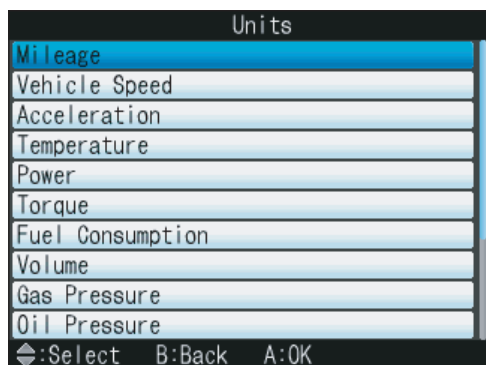 Units
Mileage
Vehicle Speed
Acceleration
Temperature
Power
Torque
Fuel Consumption
Volume
Gas Pressure
Oil Pressure
:Select B:Back A:OK